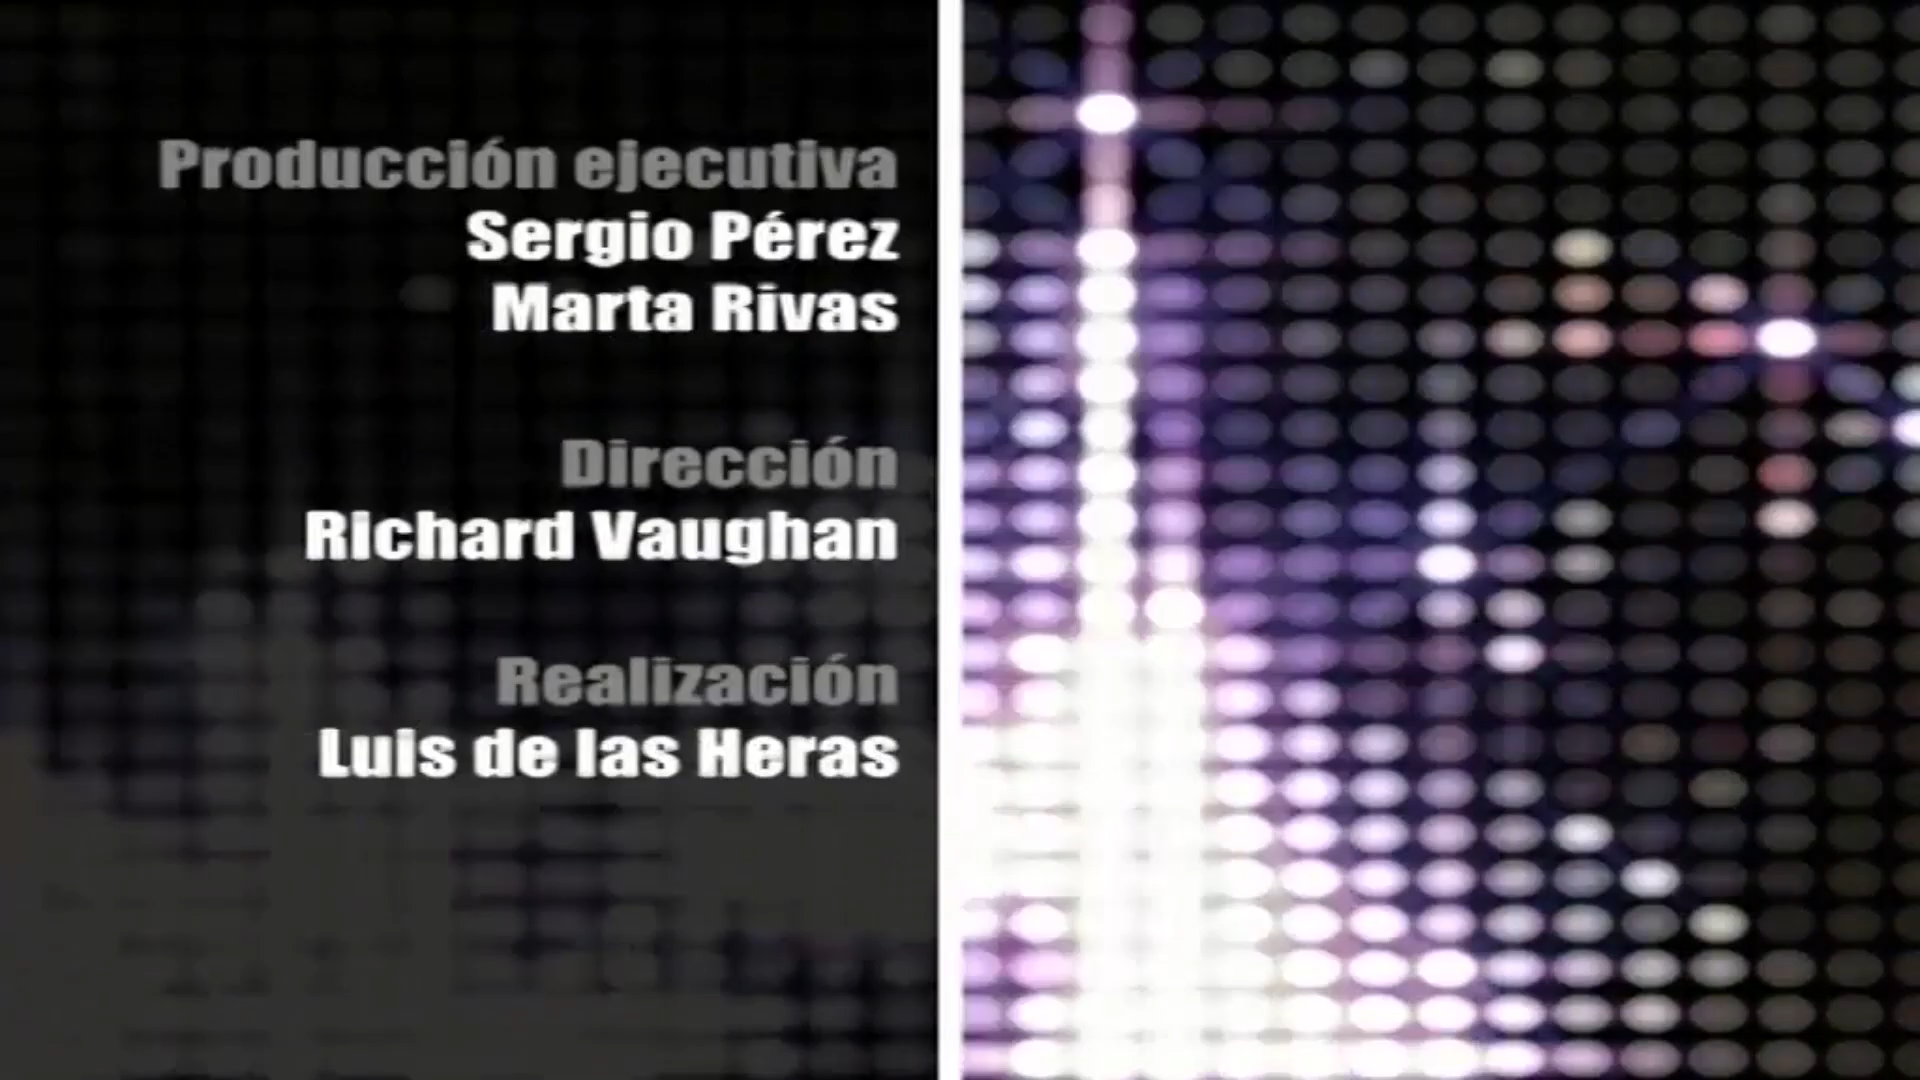 Producción ejecutiva
Sergio Pérez
Marta Rivas
Dirección
Richard Vaughan
Realización
Luis de las Heras